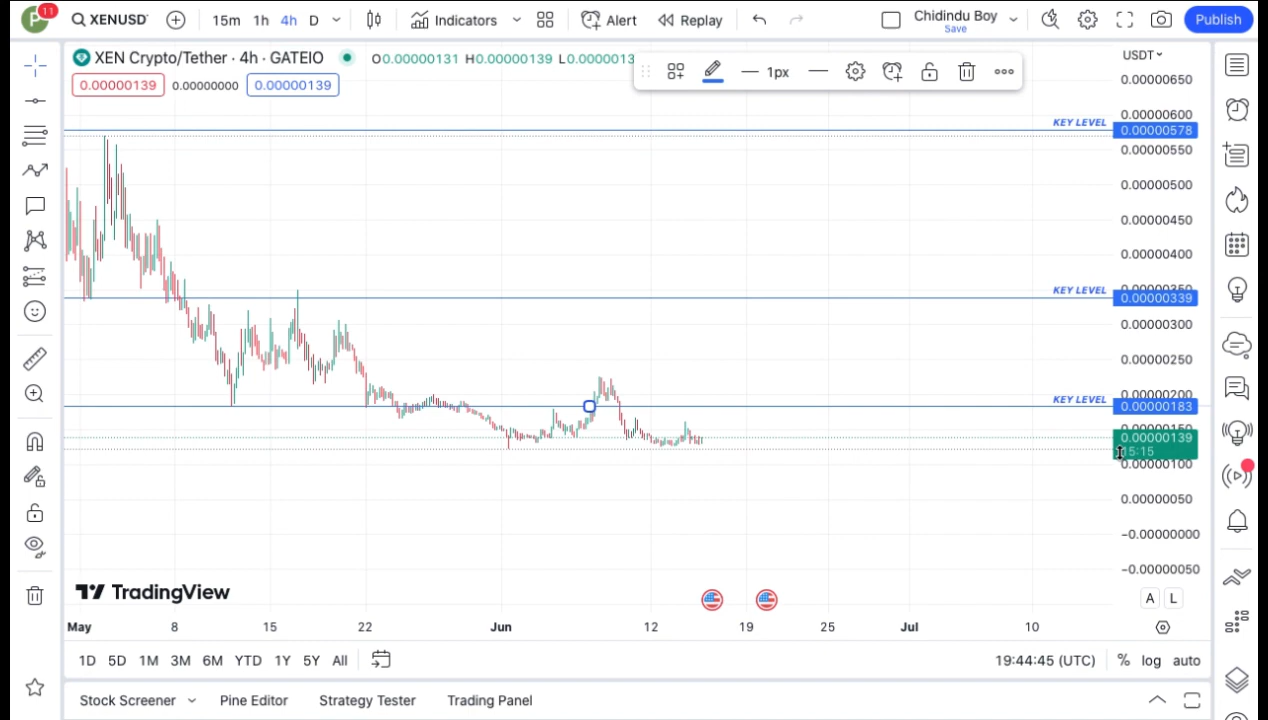 P 11 XENUSD 15m 1h 4h D Indicators Alert Replay Chidindu Boy Save Publish
XEN Crypto/Tether · 4h · GATEIO O0.00000131 H0.00000139 L0.0000013 1px USDT
0.00000139 0.00000000 0.00000139
0.00000650
0.00000600
KEY LEVEL 0.00000578
0.00000550
0.00000500
0.00000450
0.00000400
KEY LEVEL
0.00000339
0.00000300
0.00000250
0.00000200
KEY LEVEL 0.00000183
0.00000139
15:15
0.00000100
0.00000050
−0.00000000
−0.00000050
TradingView
A L
May 8 15 22 Jun 12 19 25 Jul 10
1D 5D 1M 3M 6M YTD 1Y 5Y All 19:44:45 (UTC) % log auto
Stock Screener Pine Editor Strategy Tester Trading Panel